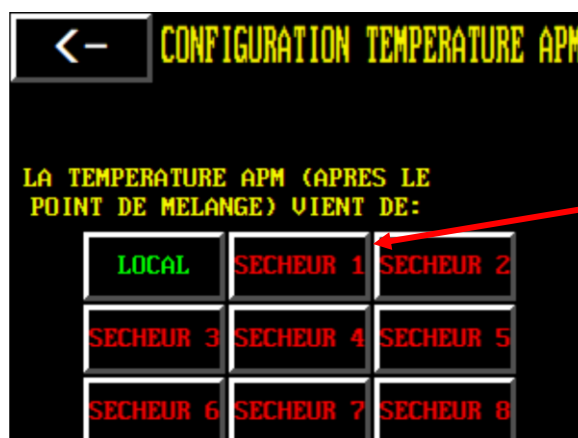 <- CONFIGURATION TEMPERATURE APM
LA TEMPERATURE APM (APRES LE
POINT DE MELANGE) VIENT DE:
LOCAL SECHEUR 1 SECHEUR 2
SECHEUR 3 SECHEUR 4 SECHEUR 5
SECHEUR 6 SECHEUR 7 SECHEUR 8